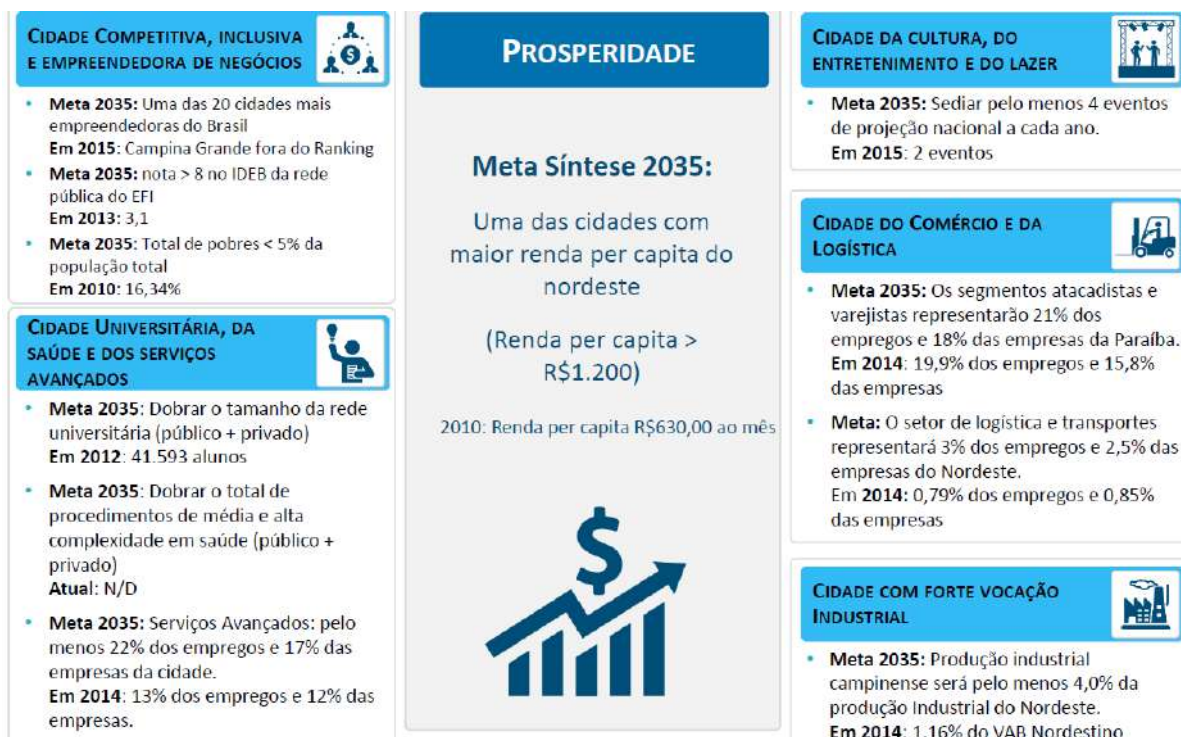 CIDADE COMPETITIVA, INCLUSIVA
E EMPREENDEDORA DE NEGÓCIOS
• Meta 2035: Uma das 20 cidades mais
empreendedoras do Brasil
Em 2015: Campina Grande fora do Ranking
• Meta 2035: nota > 8 no IDEB da rede
pública do EFI
Em 2013: 3,1
• Meta 2035: Total de pobres < 5% da
população total
Em 2010: 16,34%
CIDADE UNIVERSITÁRIA, DA
SAÚDE E DOS SERVIÇOS
AVANÇADOS
• Meta 2035: Dobrar o tamanho da rede
universitária (público + privado)
Em 2012: 41.593 alunos
• Meta 2035: Dobrar o total de
procedimentos de média e alta
complexidade em saúde (público +
privado)
Atual: N/D
• Meta 2035: Serviços Avançados: pelo
menos 22% dos empregos e 17% das
empresas da cidade.
Em 2014: 13% dos empregos e 12% das
empresas.
PROSPERIDADE
Meta Síntese 2035:
Uma das cidades com
maior renda per capita do
nordeste
(Renda per capita >
R$1.200)
2010: Renda per capita R$630,00 ao mês
$
CIDADE DA CULTURA, DO
ENTRETENIMENTO E DO LAZER
• Meta 2035: Sediar pelo menos 4 eventos
de projeção nacional a cada ano.
Em 2015: 2 eventos
CIDADE DO COMÉRCIO E DA
LOGÍSTICA
• Meta 2035: Os segmentos atacadistas e
varejistas representarão 21% dos
empregos e 18% das empresas da Paraíba.
Em 2014: 19,9% dos empregos e 15,8%
das empresas
• Meta: O setor de logística e transportes
representará 3% dos empregos e 2,5% das
empresas do Nordeste.
Em 2014: 0,79% dos empregos e 0,85%
das empresas
CIDADE COM FORTE VOCAÇÃO
INDUSTRIAL
• Meta 2035: Produção industrial
campinense será pelo menos 4,0% da
produção Industrial do Nordeste.
Em 2014: 1,16% do VAB Nordestino